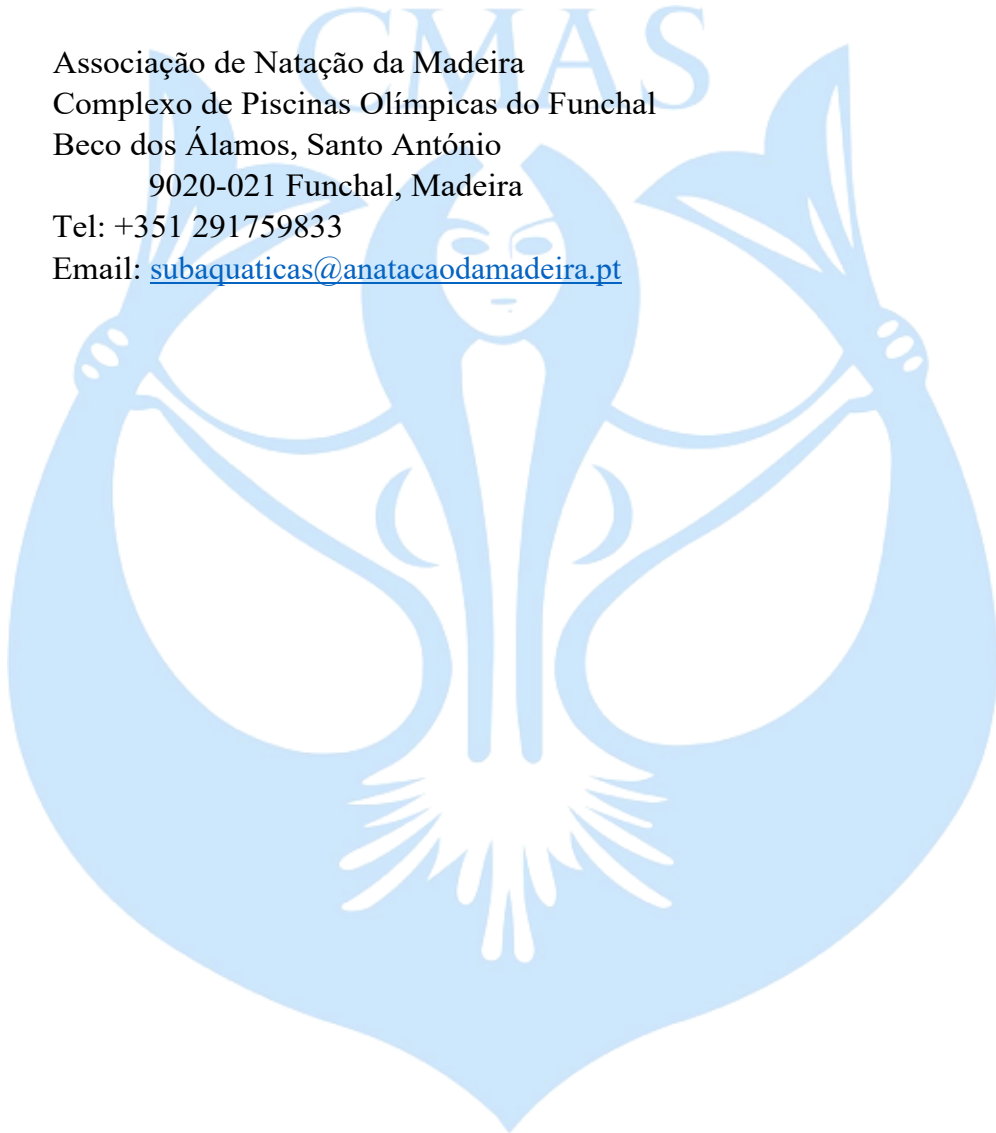 CMAS
Associação de Natação da Madeira
Complexo de Piscinas Olímpicas do Funchal
Beco dos Álamos, Santo António
9020-021 Funchal, Madeira
Tel: +351 291759833
Email: subaquaticas@anatacaodamadeira.pt